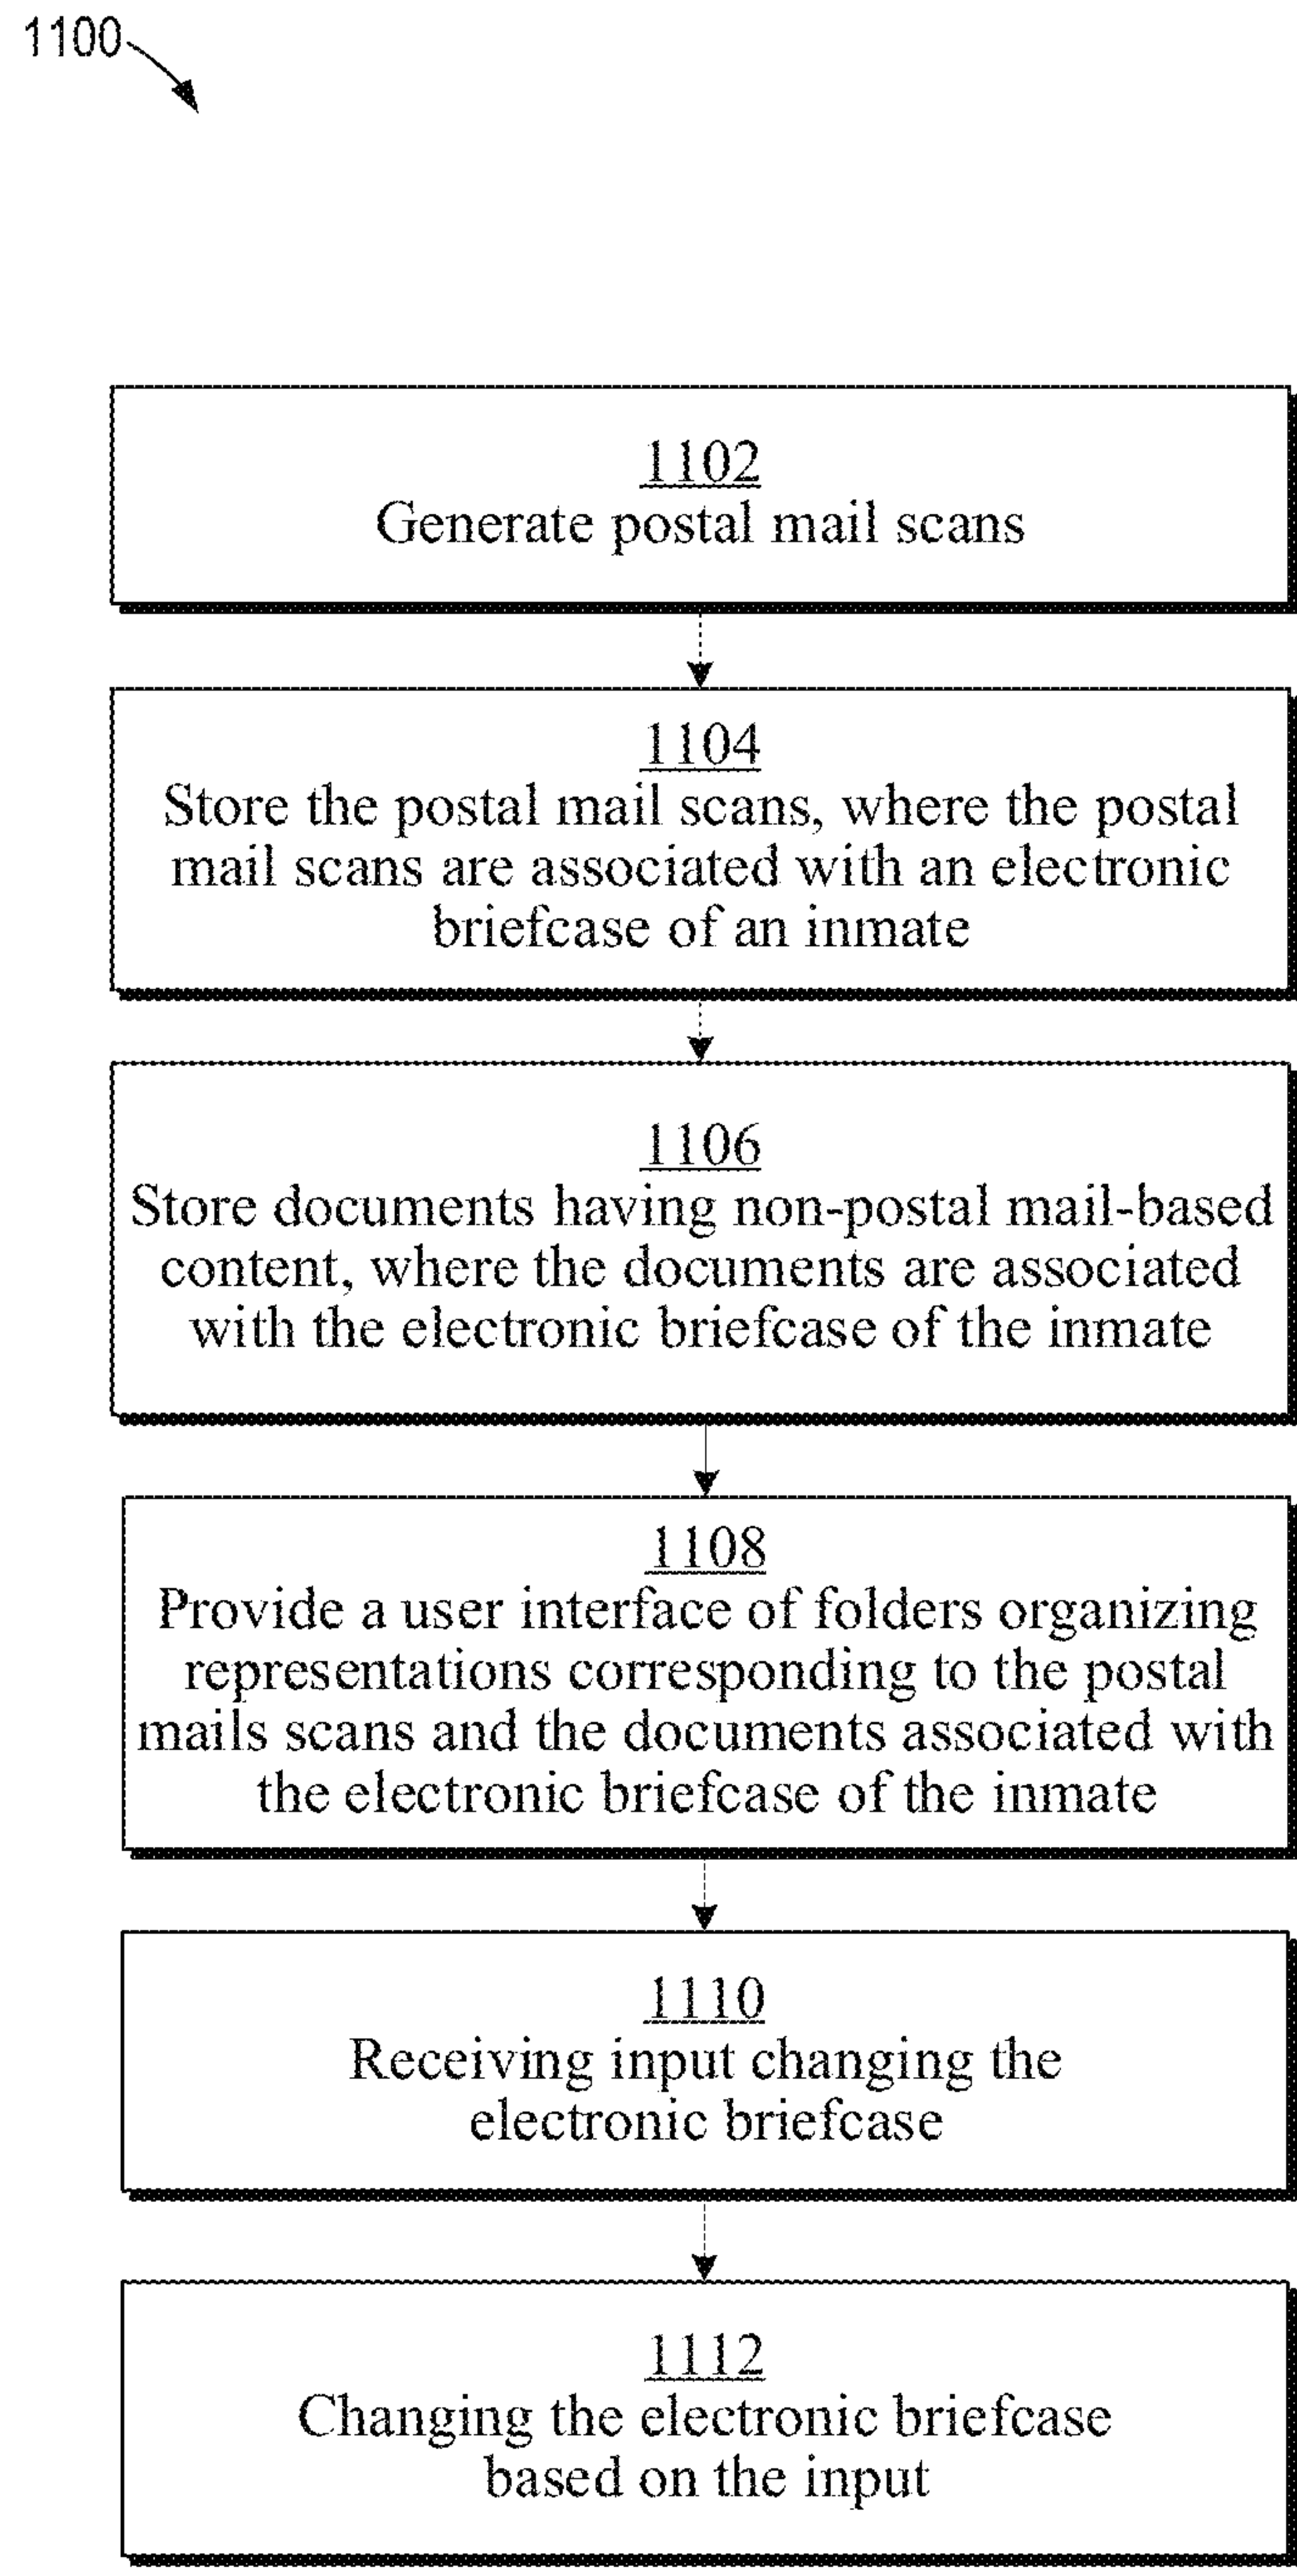 1100
1102
Generate postal mail scans
1104
Store the postal mail scans, where the postal
mail scans are associated with an electronic
briefcase of an inmate
1106
Store documents having non-postal mail-based
content, where the documents are associated
with the electronic briefcase of the inmate
1108
Provide a user interface of folders organizing
representations corresponding to the postal
mails scans and the documents associated with
the electronic briefcase of the inmate
1110
Receiving input changing the
electronic briefcase
1112
Changing the electronic briefcase
based on the input